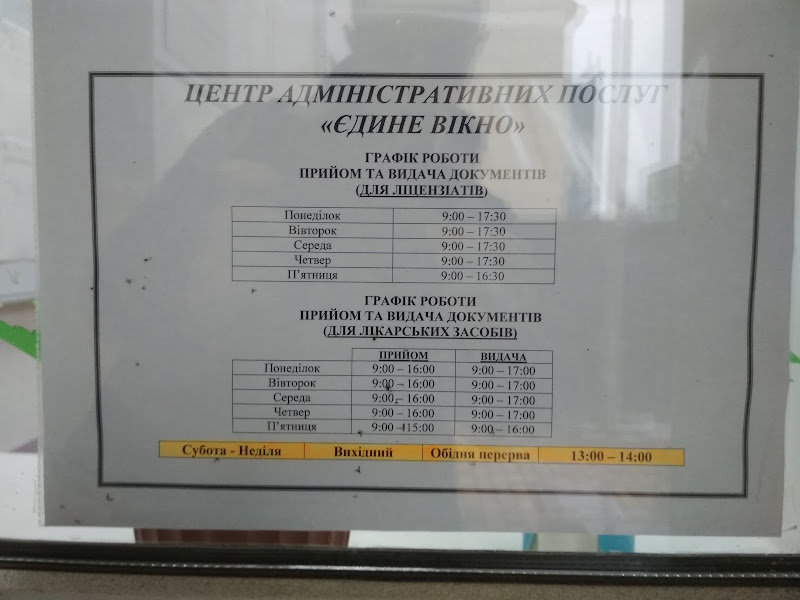 ЦЕНТР АДМІНІСТРАТИВНИХ ПОСЛУГ
«ЄДИНЕ ВІКНО»
ГРАФІК РОБОТИ
ПРИЙОМ ТА ВИДАЧА ДОКУМЕНТІВ
(ДЛЯ ЛІЦЕНЗІАТІВ)
Понеділок 9:00 – 17:30
Вівторок 9:00 – 17:30
Середа 9:00 – 17:30
Четвер 9:00 – 17:30
П'ятниця 9:00 – 16:30
ГРАФІК РОБОТИ
ПРИЙОМ ТА ВИДАЧА ДОКУМЕНТІВ
(ДЛЯ ЛІКАРСЬКИХ ЗАСОБІВ)
ПРИЙОМ ВИДАЧА
Понеділок 9:00 – 16:00 9:00 – 17:00
Вівторок 9:00 – 16:00 9:00 – 17:00
Середа 9:00 – 16:00 9:00 – 17:00
Четвер 9:00 – 16:00 9:00 – 17:00
П'ятниця 9:00 – 15:00 9:00 – 16:00
Субота - Неділя Вихідний Обідня перерва 13:00 – 14:00